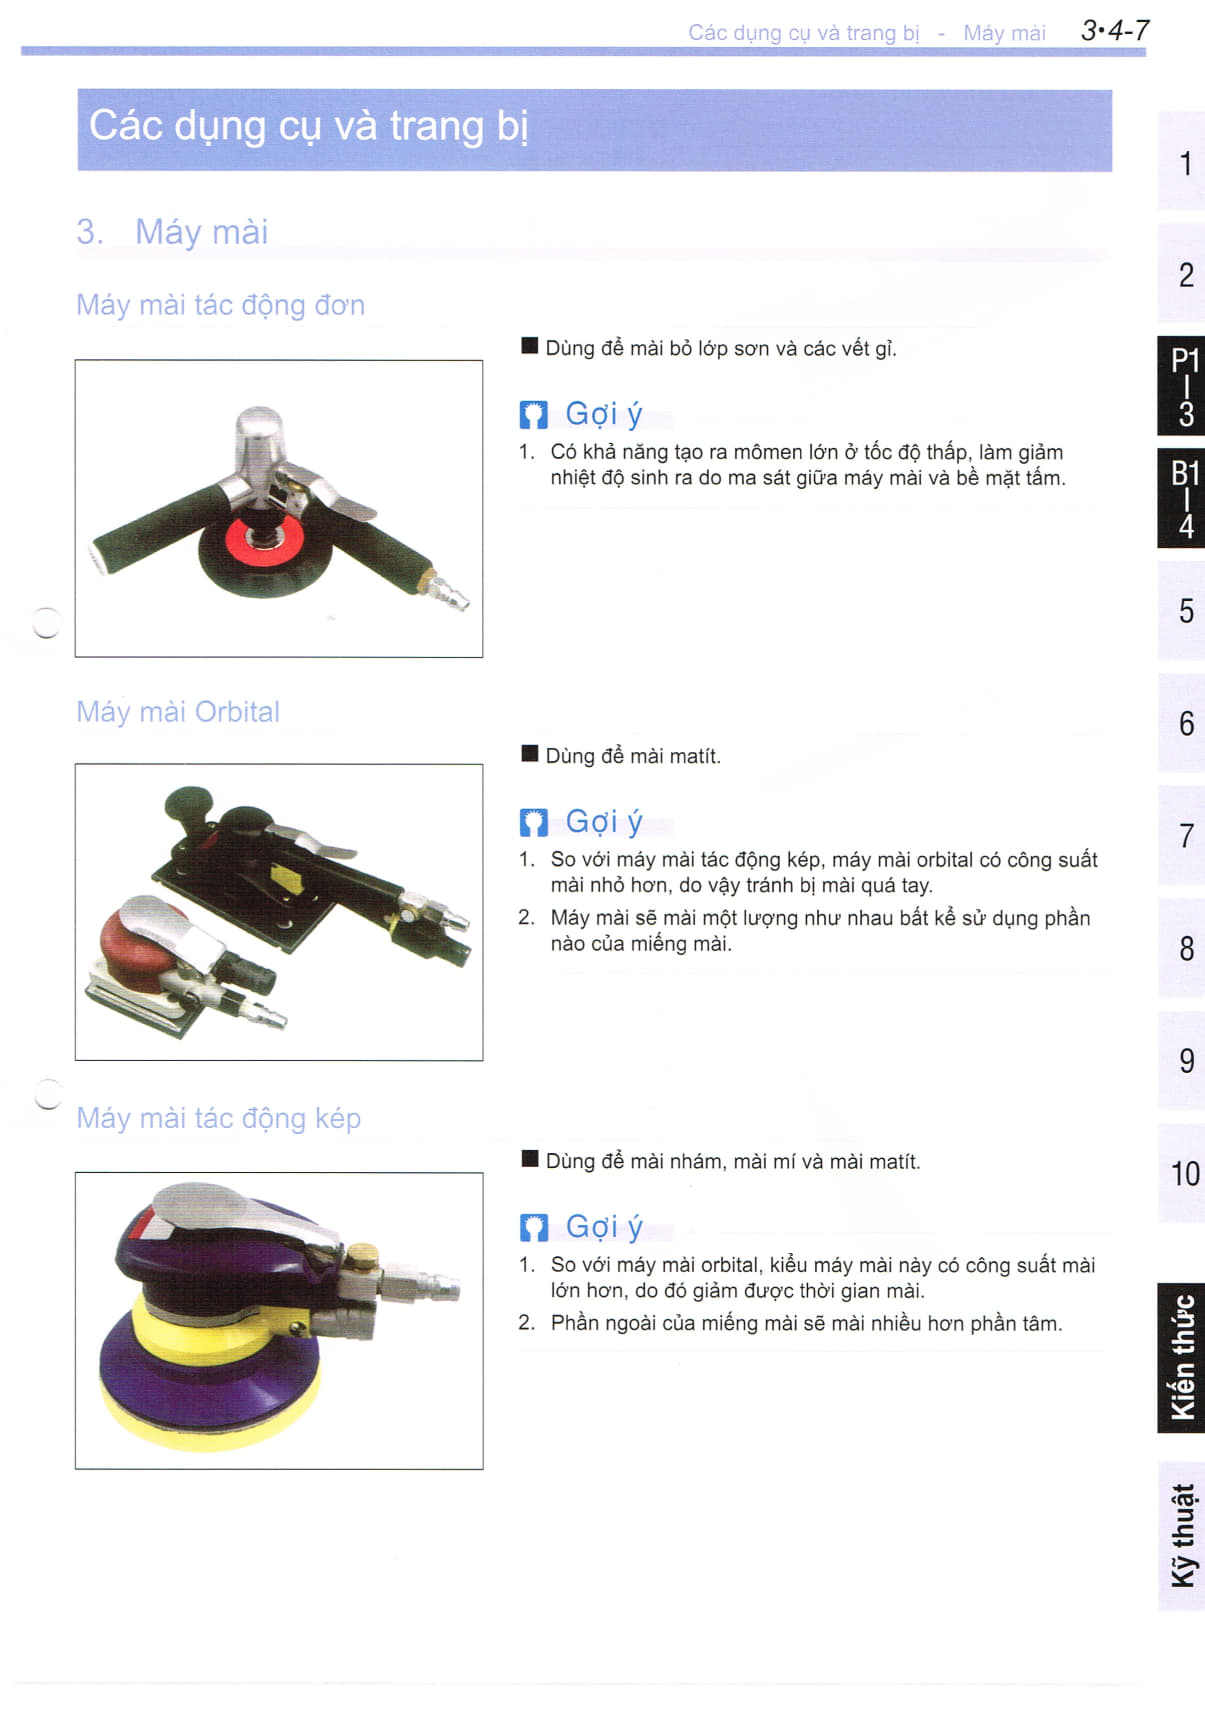 Các dụng cụ và trang bị - Máy mài 3•4-7
Các dụng cụ và trang bị
3. Máy mài
Máy mài tác động đơn
■ Dùng để mài bỏ lớp sơn và các vết gỉ.
Gợi ý
1. Có khả năng tạo ra mômen lớn ở tốc độ thấp, làm giảm
nhiệt độ sinh ra do ma sát giữa máy mài và bề mặt tấm.
Máy mài Orbital
■ Dùng để mài matít.
Gợi ý
1. So với máy mài tác động kép, máy mài orbital có công suất
mài nhỏ hơn, do vậy tránh bị mài quá tay.
2. Máy mài sẽ mài một lượng như nhau bất kể sử dụng phần
nào của miếng mài.
Máy mài tác động kép
■ Dùng để mài nhám, mài mí và mài matít.
Gợi ý
1. So với máy mài orbital, kiểu máy mài này có công suất mài
lớn hơn, do đó giảm được thời gian mài.
2. Phần ngoài của miếng mài sẽ mài nhiều hơn phần tâm.
1
2
P1
3
B1
4
5
6
7
8
9
10
Kiến thức
Kỹ thuật